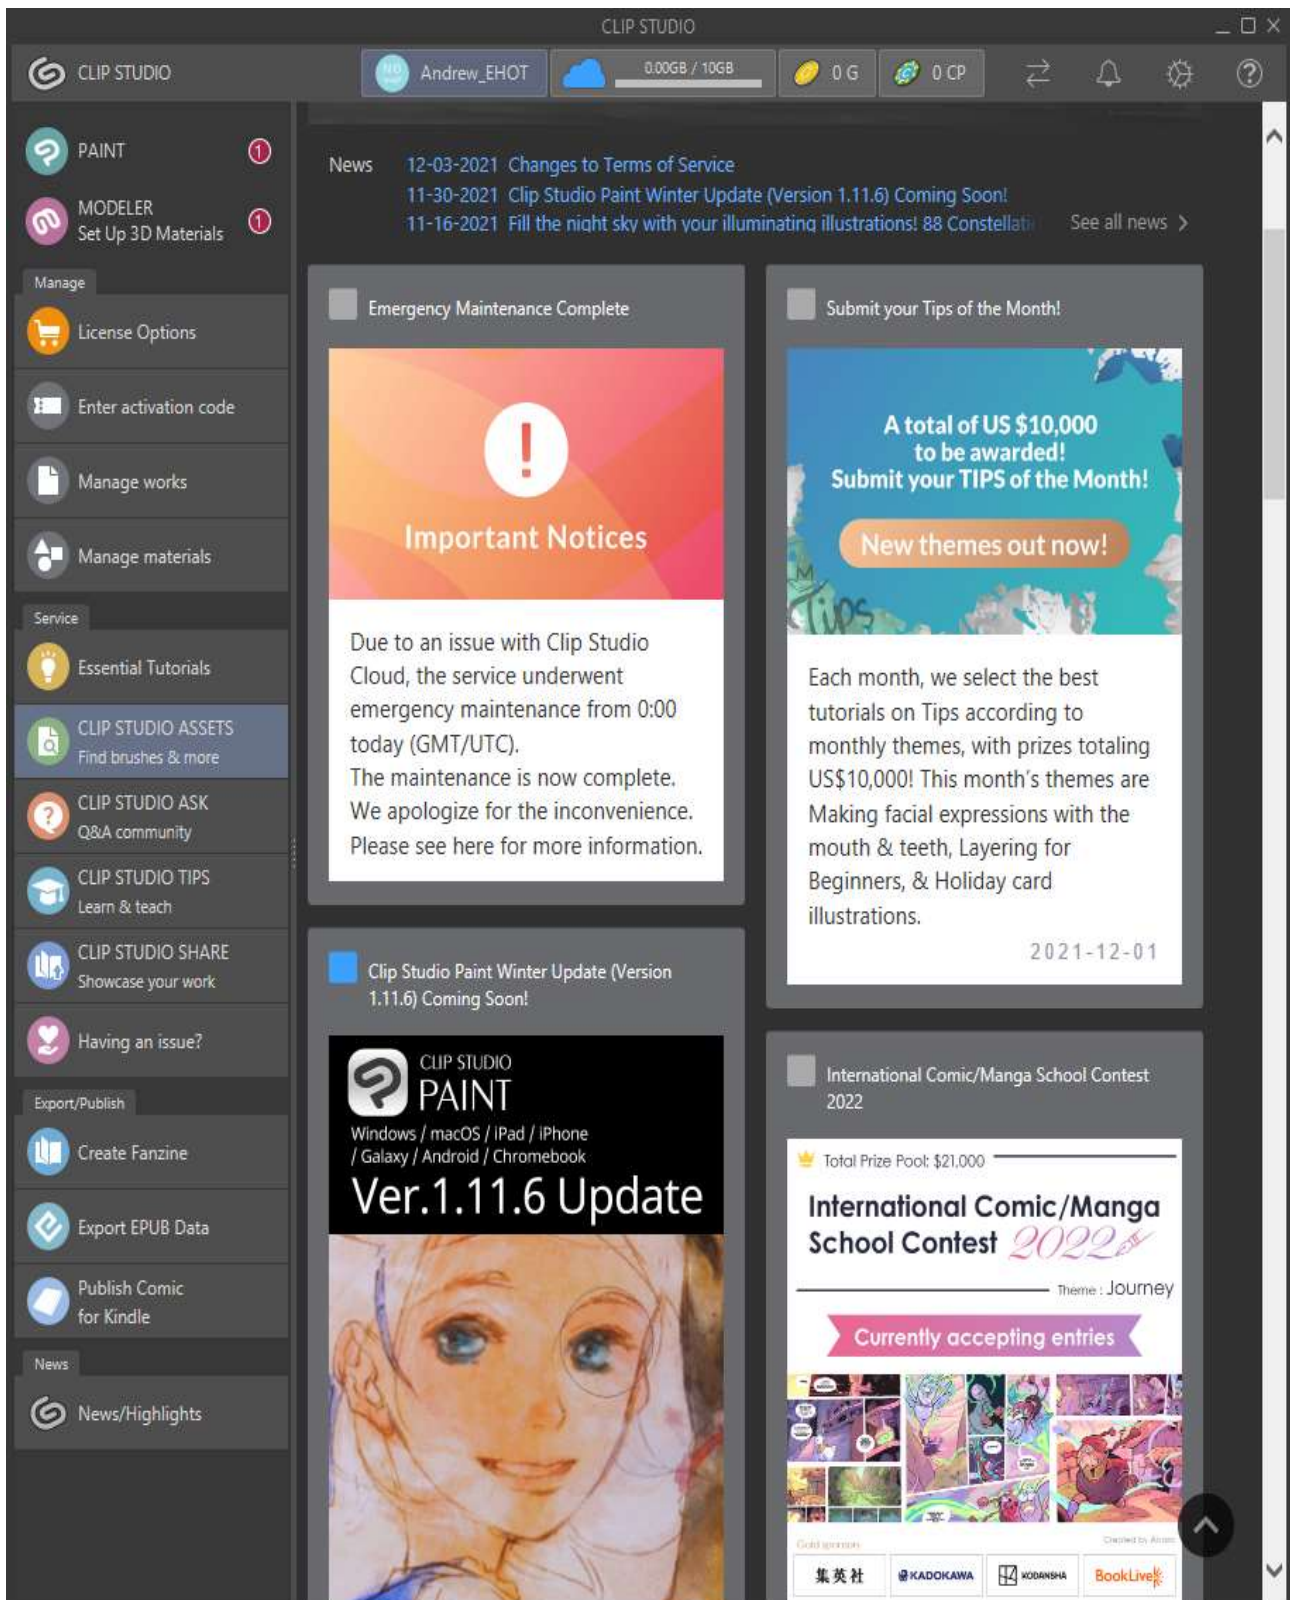 CLIP STUDIO
CLIP STUDIO
Andrew_EHOT
0.00GB / 10GB
0 G
0 CP
PAINT
1
MODELER
Set Up 3D Materials
1
Manage
License Options
Enter activation code
Manage works
Manage materials
Service
Essential Tutorials
CLIP STUDIO ASSETS
Find brushes & more
CLIP STUDIO ASK
Q&A community
CLIP STUDIO TIPS
Learn & teach
CLIP STUDIO SHARE
Showcase your work
Having an issue?
Export/Publish
Create Fanzine
Export EPUB Data
Publish Comic
for Kindle
News
News/Highlights
News
12-03-2021 Changes to Terms of Service
11-30-2021 Clip Studio Paint Winter Update (Version 1.11.6) Coming Soon!
11-16-2021 Fill the night sky with your illuminating illustrations! 88 Constellati
See all news
Emergency Maintenance Complete
!
Important Notices
Due to an issue with Clip Studio
Cloud, the service underwent
emergency maintenance from 0:00
today (GMT/UTC).
The maintenance is now complete.
We apologize for the inconvenience.
Please see here for more information.
Submit your Tips of the Month!
A total of US $10,000
to be awarded!
Submit your TIPS of the Month!
New themes out now!
Tips
Each month, we select the best
tutorials on Tips according to
monthly themes, with prizes totaling
US$10,000! This month's themes are
Making facial expressions with the
mouth & teeth, Layering for
Beginners, & Holiday card
illustrations.
2021-12-01
Clip Studio Paint Winter Update (Version
1.11.6) Coming Soon!
CLIP STUDIO
PAINT
Windows / macOS / iPad / iPhone
/ Galaxy / Android / Chromebook
Ver.1.11.6 Update
International Comic/Manga School Contest
2022
Total Prize Pool: $21,000
International Comic/Manga
School Contest 2022
Theme : Journey
Currently accepting entries
Created by
Gold sponsors
集英社
KADOKAWA
KODANSHA
BookLive